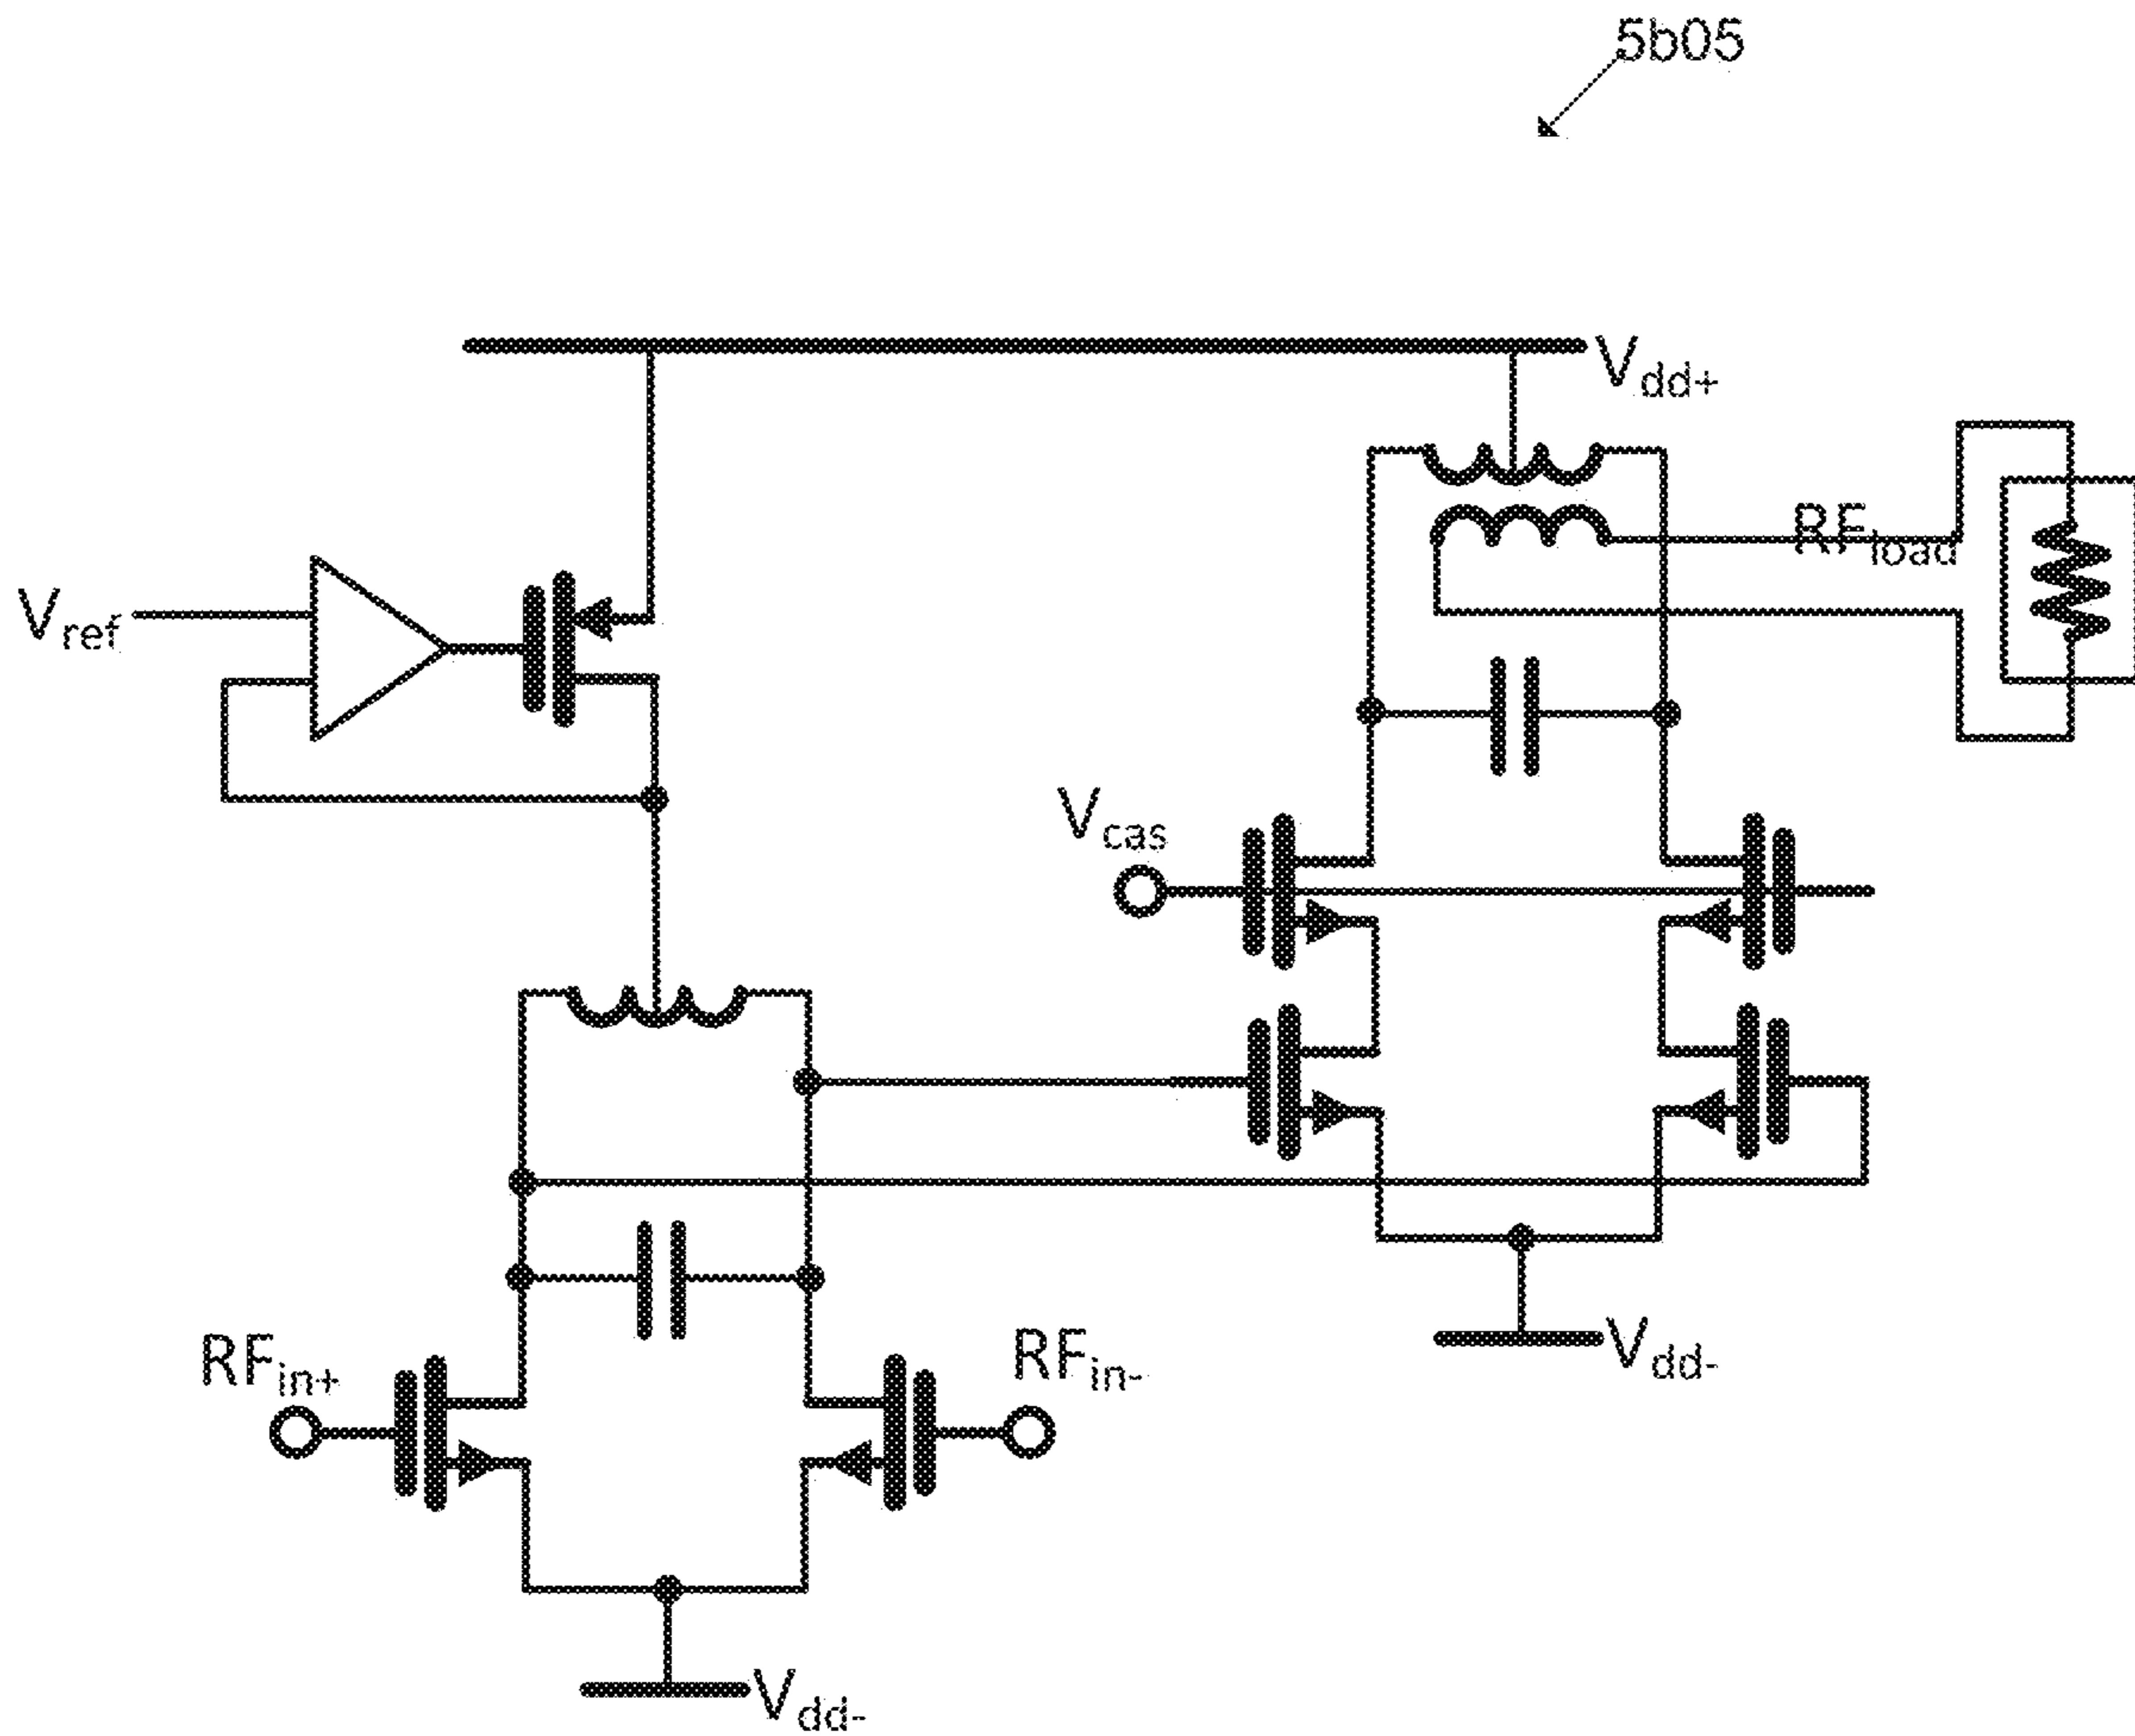 5b05
Vdd+
RFload
Vref
Vcas
RFin+
RFin-
Vdd-
Vdd-